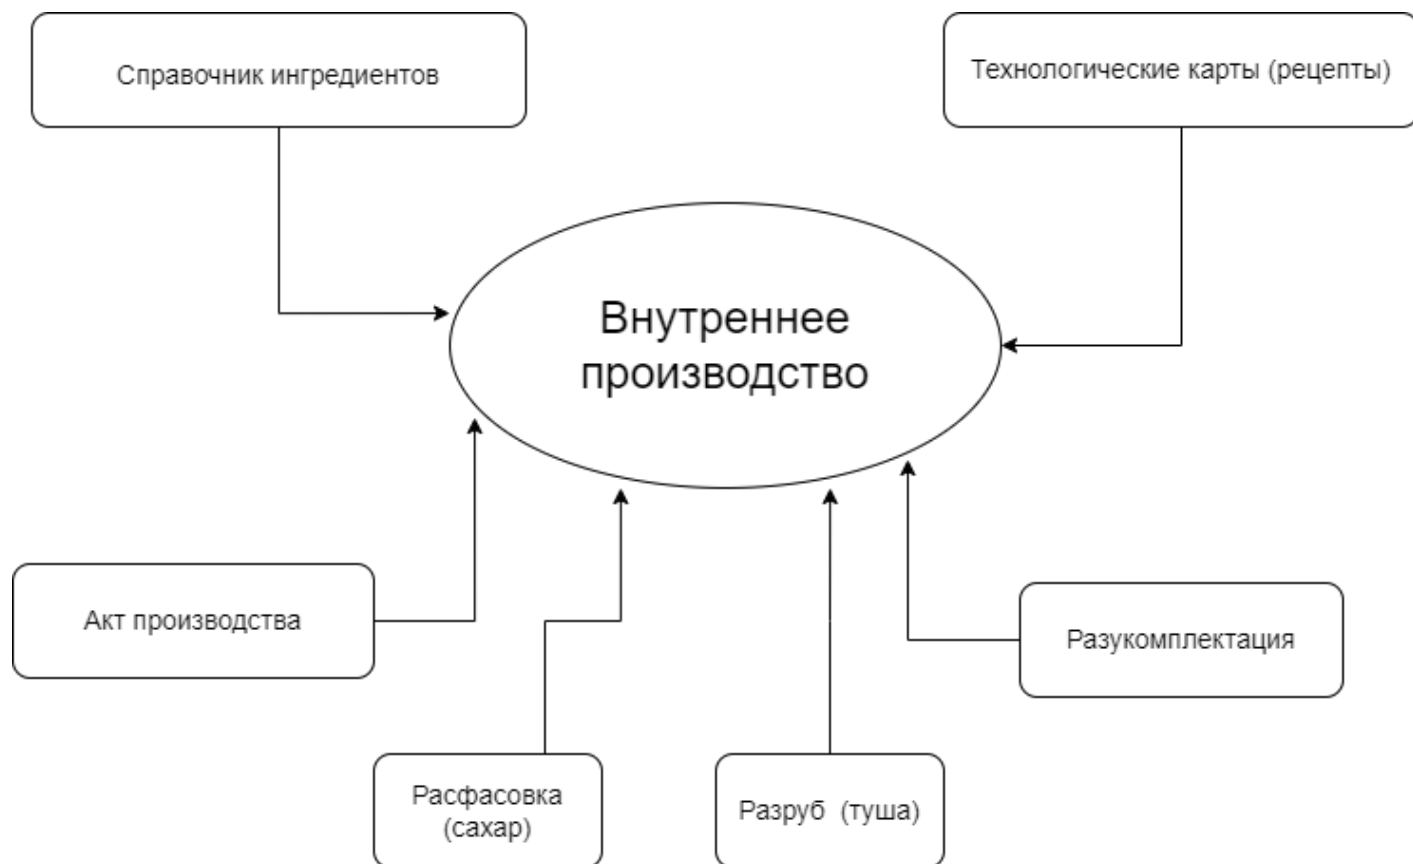 Справочник ингредиентов
Технологические карты (рецепты)
Внутреннее
производство
Акт производства
Разукомплектация
Расфасовка
(сахар)
Разруб (туша)